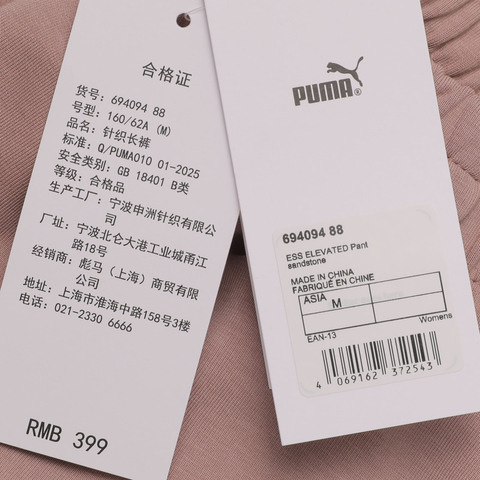 合格证
货号: 694094 88
号型: 160/62A (M)
品名: 针织长裤
标准: Q/PUMA010 01-2025
安全类别: GB 18401 B类
等级: 合格品
生产工厂: 宁波申洲针织有限公
司
厂址: 宁波北仑大港工业城甬江
路18号
经销商: 彪马（上海）商贸有限
公司
地址: 上海市淮海中路158号3楼
电话: 021-2330 6666
RMB 399
PUMA®
694094 88
ESS ELEVATED Pant
sandstone
MADE IN CHINA
FABRIQUÉ EN CHINE
ASIA M
Womens
EAN-13
4 069162 372543